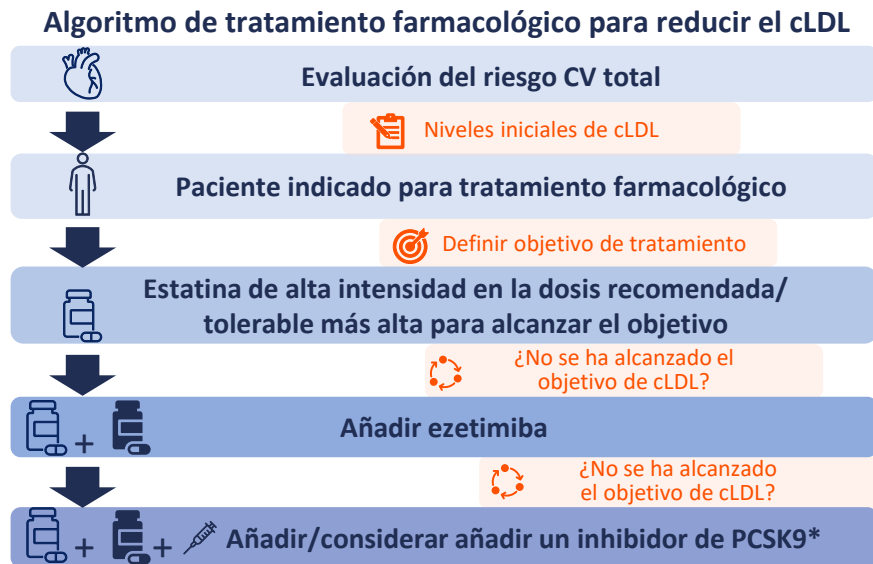 Algoritmo de tratamiento farmacológico para reducir el cLDL
Evaluación del riesgo CV total
Niveles iniciales de cLDL
Paciente indicado para tratamiento farmacológico
Definir objetivo de tratamiento
Estatina de alta intensidad en la dosis recomendada/
tolerable más alta para alcanzar el objetivo
¿No se ha alcanzado el
objetivo de cLDL?
+
Añadir ezetimiba
¿No se ha alcanzado
el objetivo de cLDL?
+ + Añadir/considerar añadir un inhibidor de PCSK9*